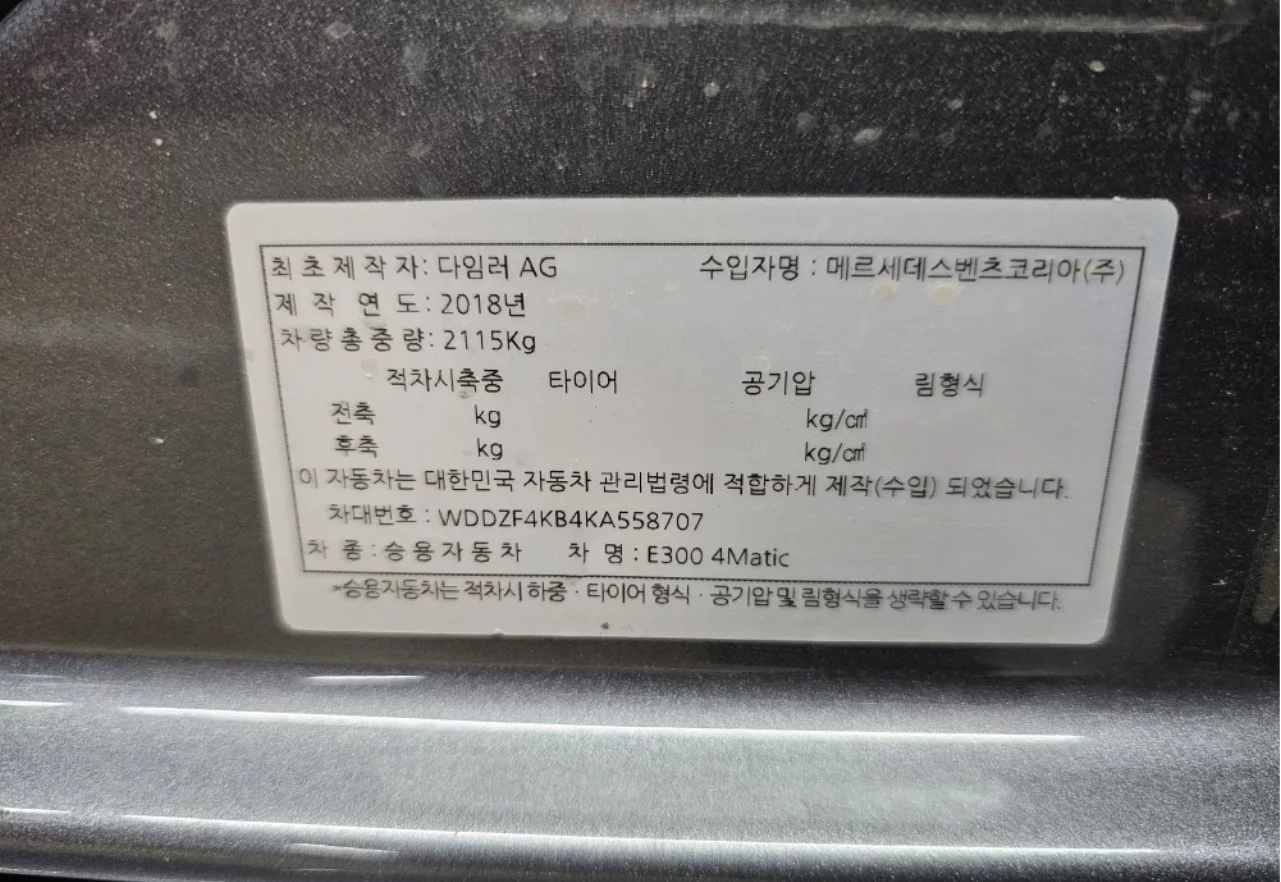 최초제작자: 다임러 AG 수입자명 : 메르세데스벤츠코리아(주)
제 작 연 도: 2018년
차량총중량: 2115Kg
적차시축중 타이어 공기압 림형식
전축 kg kg/㎠
후축 kg kg/㎠
이 자동차는 대한민국 자동차 관리법령에 적합하게 제작(수입) 되었습니다.
차대번호 : WDDZF4KB4KA558707
차 종 : 승용자동차 차 명 : E300 4Matic
*승용자동차는 적차시 하중 · 타이어 형식 · 공기압 및 림형식을 생략할 수 있습니다.